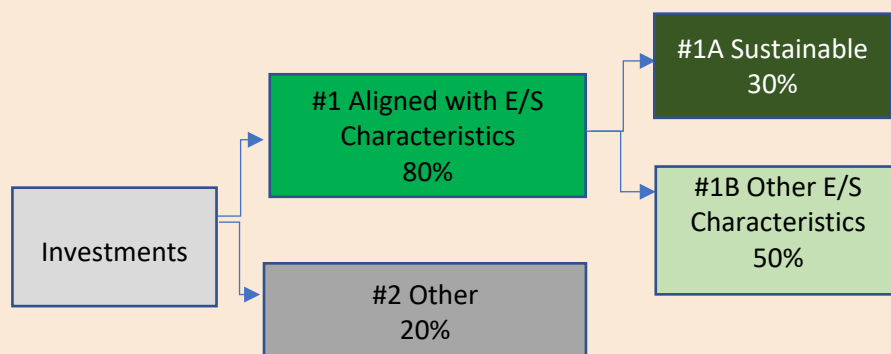 #1A Sustainable
30%
#1 Aligned with E/S
Characteristics
80%
#1B Other E/S
Characteristics
50%
Investments
#2 Other
20%